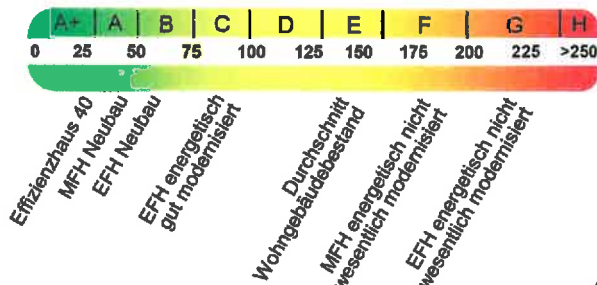 A+ A B C D E F G H
0 25 50 75 100 125 150 175 200 225 >250
Effizienzhaus 40
MFH Neubau
EFH Neubau
EFH energetisch
gut modernisiert
Durchschnitt
Wohngebäudebestand
MFH energetisch nicht
wesentlich modernisiert
EFH energetisch nicht
wesentlich modernisiert